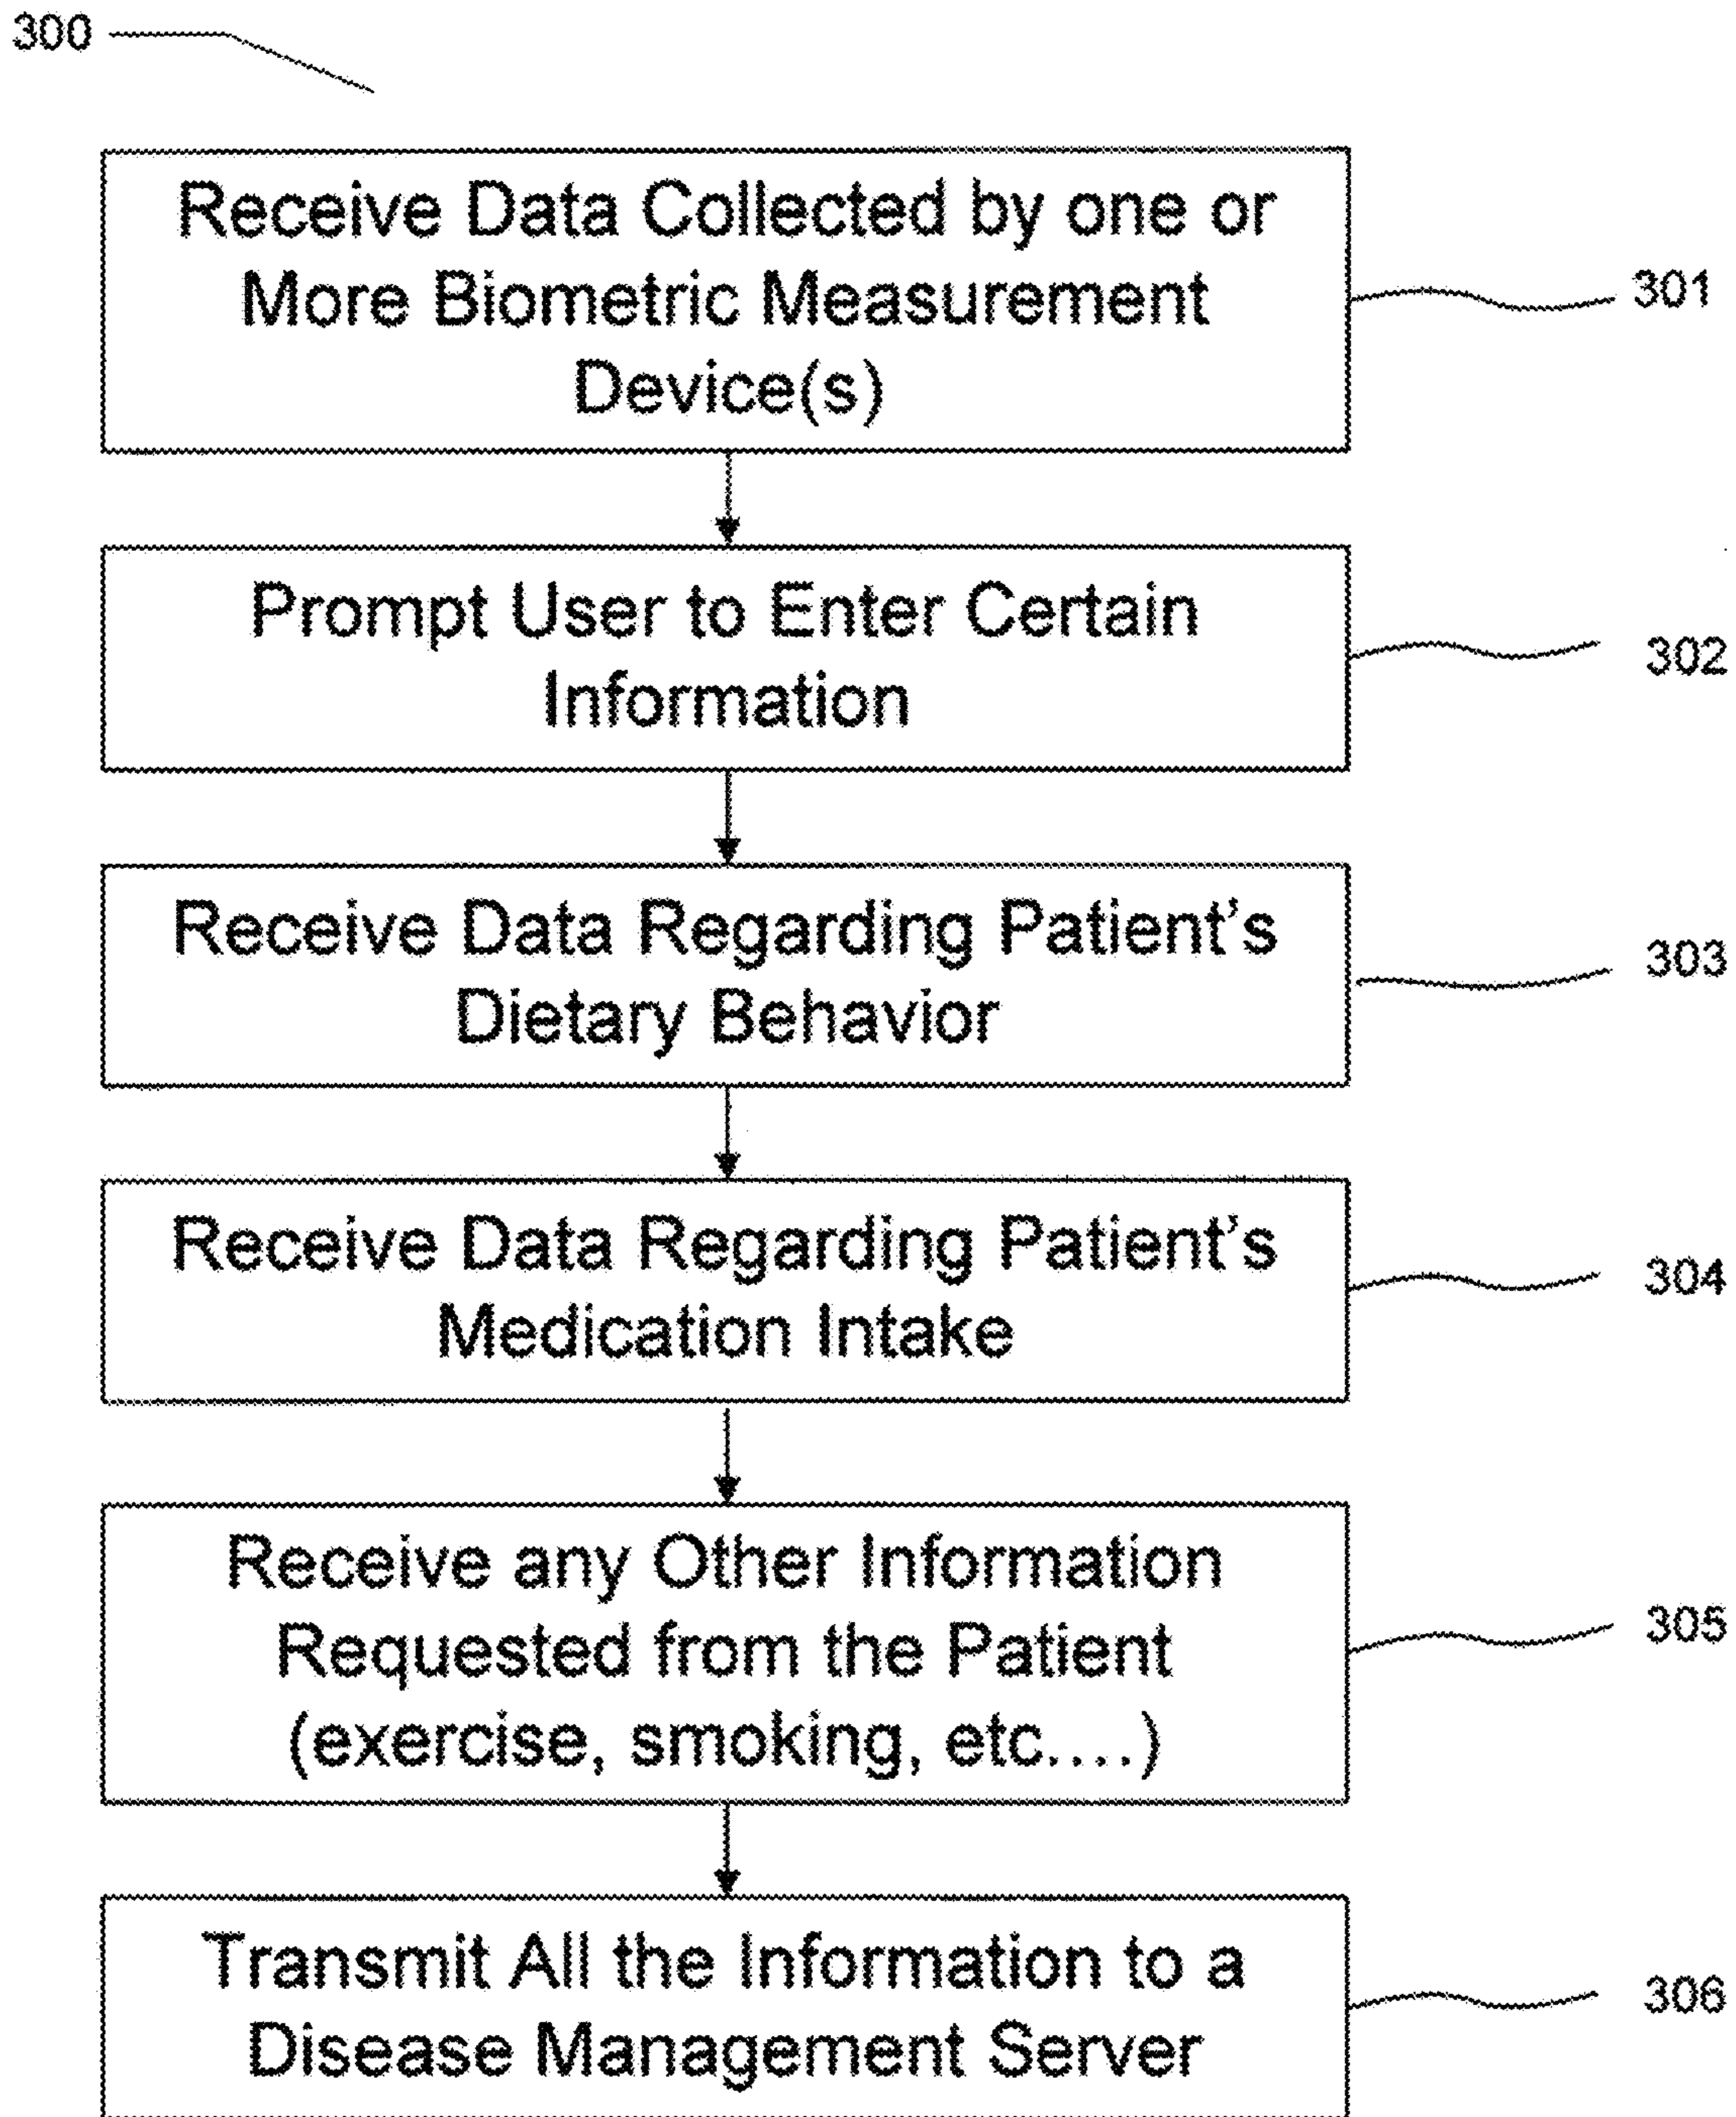 300
Receive Data Collected by one or
More Biometric Measurement
Device(s)
301
Prompt User to Enter Certain
Information
302
Receive Data Regarding Patient's
Dietary Behavior
303
Receive Data Regarding Patient's
Medication Intake
304
Receive any Other Information
Requested from the Patient
(exercise, smoking, etc....)
305
Transmit All the Information to a
Disease Management Server
306